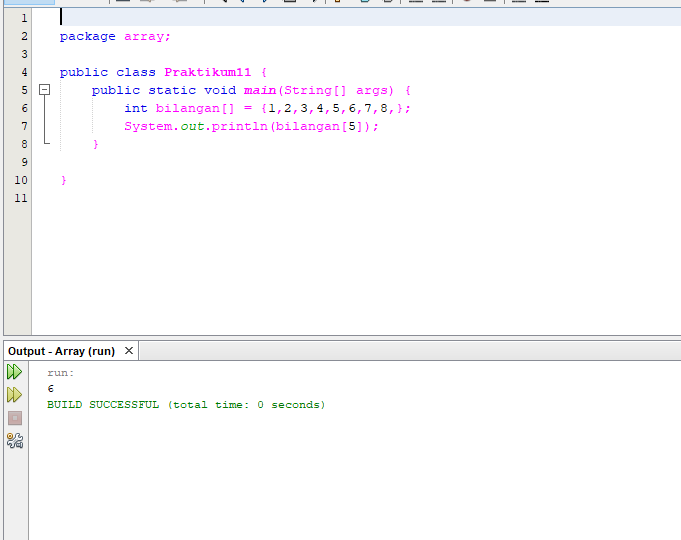 1
2 package array;
3
4 public class Praktikum11 {
5 public static void main(String[] args) {
6 int bilangan[] = {1,2,3,4,5,6,7,8,};
7 System.out.println(bilangan[5]);
8 }
9
10 }
11
Output - Array (run) ×
run:
6
BUILD SUCCESSFUL (total time: 0 seconds)